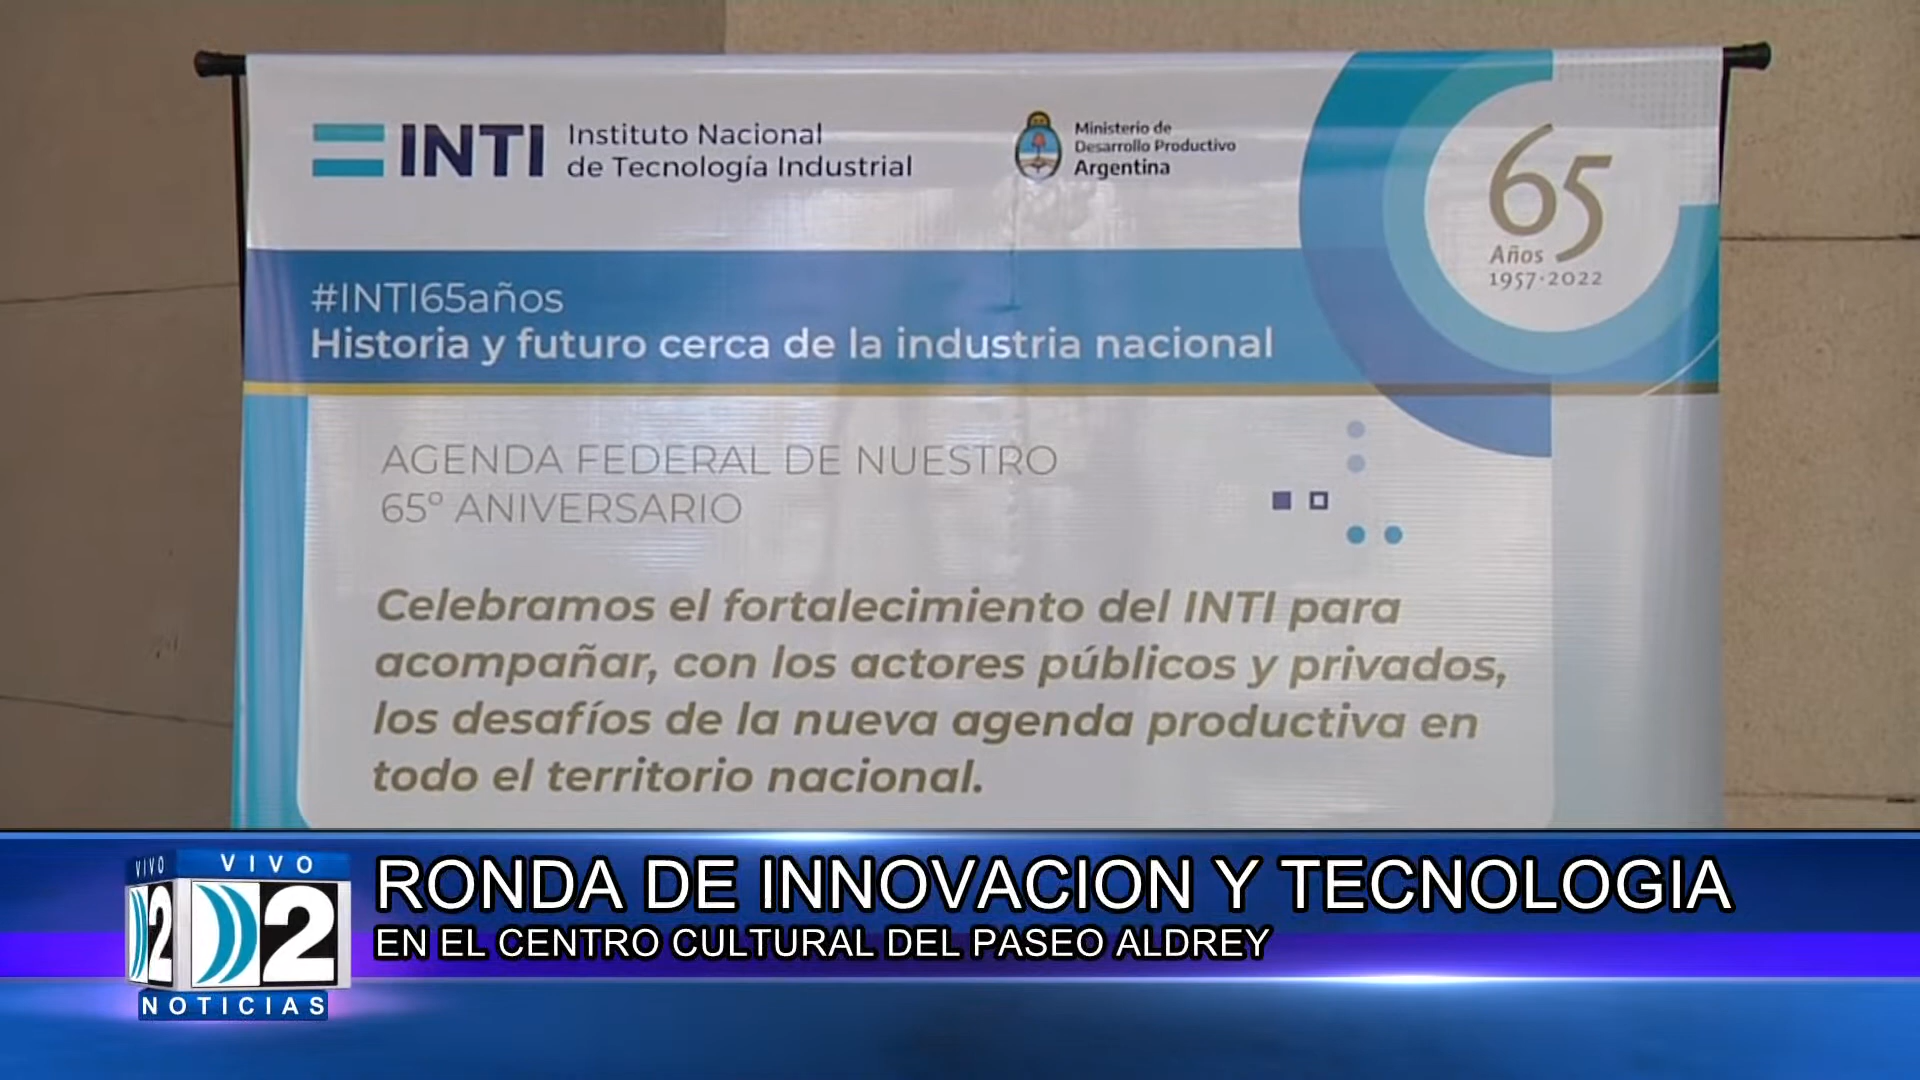 INTI
Instituto Nacional
de Tecnología Industrial
Ministerio de
Desarrollo Productivo
Argentina
65
Años
1957·2022
#INTI65años
Historia y futuro cerca de la industria nacional
AGENDA FEDERAL DE NUESTRO
65º ANIVERSARIO
Celebramos el fortalecimiento del INTI para
acompañar, con los actores públicos y privados,
los desafíos de la nueva agenda productiva en
todo el territorio nacional.
VIVO
VIVO
2
2
NOTICIAS
RONDA DE INNOVACION Y TECNOLOGIA
EN EL CENTRO CULTURAL DEL PASEO ALDREY